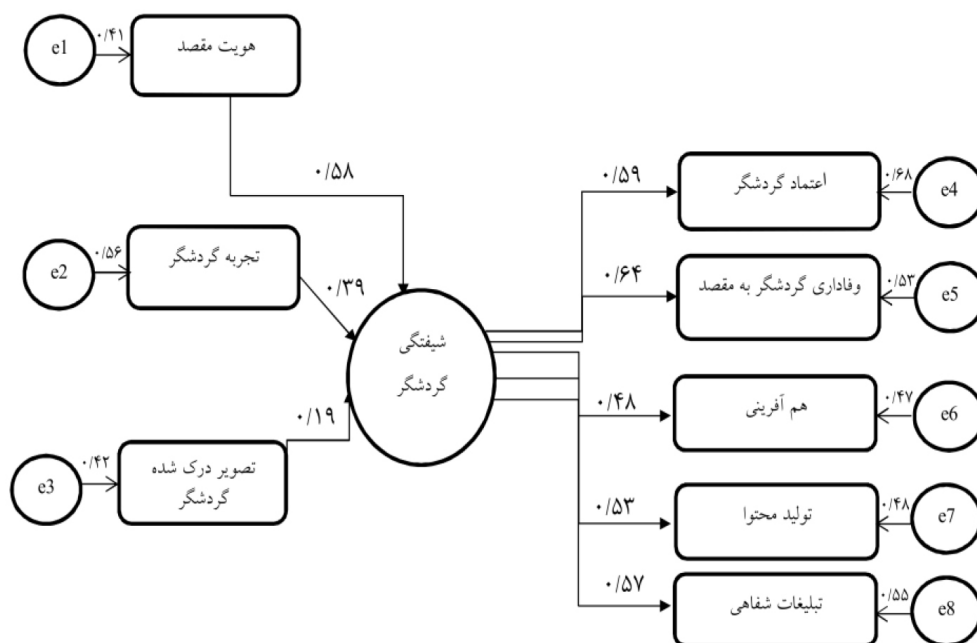 e1
۰/۴۱
هویت مقصد
۰/۵۸
e2
۰/۵۶
تجربه گردشگر
۰/۳۹
e3
۰/۴۲
تصویر درک شده
گردشگر
۰/۱۹
شیفتگی
گردشگر
۰/۵۹
اعتماد گردشگر
۰/۶۸
e4
۰/۶۴
وفاداری گردشگر به مقصد
۰/۵۳
e5
۰/۴۸
هم آفرینی
۰/۴۷
e6
۰/۵۳
تولید محتوا
۰/۴۸
e7
۰/۵۷
تبلیغات شفاهی
۰/۵۵
e8